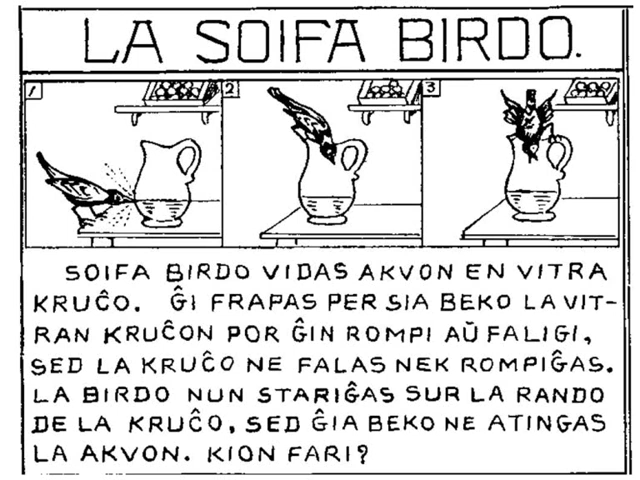 LA SOIFA BIRDO.
1 2 3
SOIFA BIRDO VIDAS AKVON EN VITRA
KRUĈO. ĜI FRAPAS PER SIA BEKO LA VIT-
RAN KRUĈON POR ĜIN ROMPI AŬ FALIGI,
SED LA KRUĈO NE FALAS NEK ROMPIĜAS.
LA BIRDO NUN STARIĜAS SUR LA RANDO
DE LA KRUĈO, SED ĜIA BEKO NE ATINGAS
LA AKVON. KION FARI?